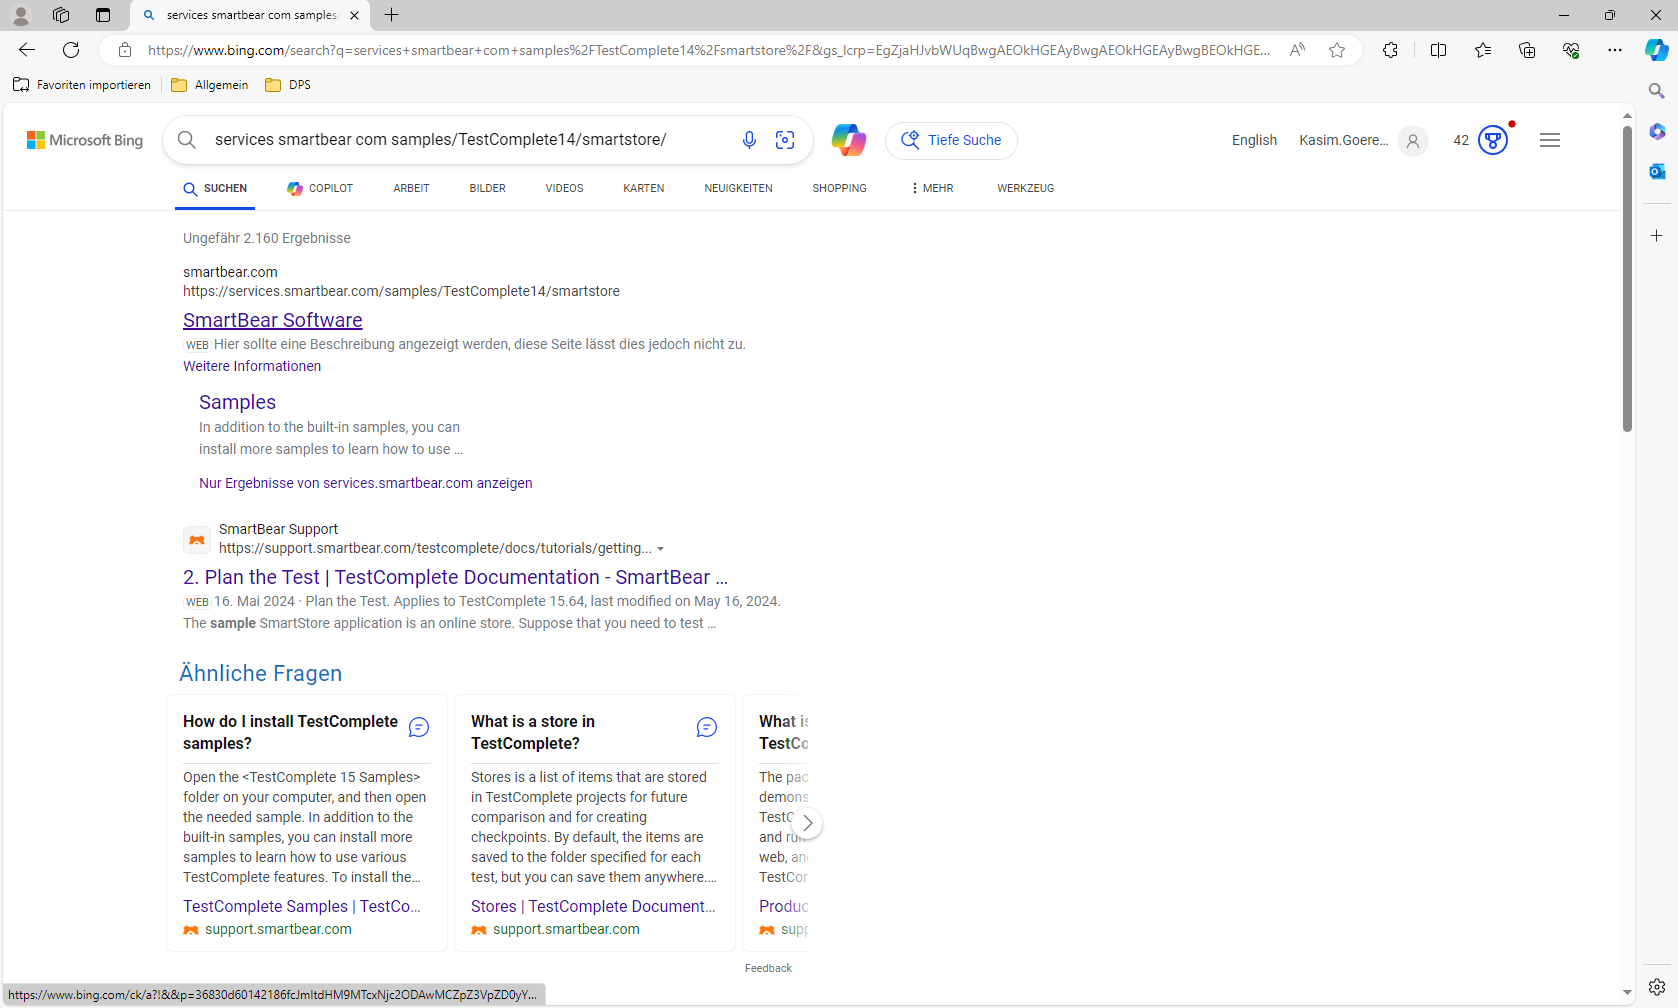 services smartbear com samples/
https://www.bing.com/search?q=services+smartbear+com+samples%2FTestComplete14%2Fsmartstore%2F&gs_lcrp=EgZjaHJvbWUqBwgAEOkHGEAyBwgAEOkHGEAyBwgBEOkHGE...
Favoriten importieren
Allgemein
DPS
Microsoft Bing
services smartbear com samples/TestComplete14/smartstore/
Tiefe Suche
English
Kasim.Goere...
42
SUCHEN
COPILOT
ARBEIT
BILDER
VIDEOS
KARTEN
NEUIGKEITEN
SHOPPING
MEHR
WERKZEUG
Ungefähr 2.160 Ergebnisse
smartbear.com
https://services.smartbear.com/samples/TestComplete14/smartstore
SmartBear Software
WEB Hier sollte eine Beschreibung angezeigt werden, diese Seite lässt dies jedoch nicht zu.
Weitere Informationen
Samples
In addition to the built-in samples, you can
install more samples to learn how to use ...
Nur Ergebnisse von services.smartbear.com anzeigen
SmartBear Support
https://support.smartbear.com/testcomplete/docs/tutorials/getting...
2. Plan the Test | TestComplete Documentation - SmartBear ...
WEB 16. Mai 2024 · Plan the Test. Applies to TestComplete 15.64, last modified on May 16, 2024.
The sample SmartStore application is an online store. Suppose that you need to test ...
Ähnliche Fragen
How do I install TestComplete
samples?
Open the <TestComplete 15 Samples>
folder on your computer, and then open
the needed sample. In addition to the
built-in samples, you can install more
samples to learn how to use various
TestComplete features. To install the...
TestComplete Samples | TestCo...
support.smartbear.com
What is a store in
TestComplete?
Stores is a list of items that are stored
in TestComplete projects for future
comparison and for creating
checkpoints. By default, the items are
saved to the folder specified for each
test, but you can save them anywhere....
Stores | TestComplete Document...
support.smartbear.com
What is
TestCo
The pac
demons
TestC
and ru
web, an
TestCor
Produc
supp
Feedback
https://www.bing.com/ck/a?!&&p=36830d60142186fcJmltdHM9MTcxNjc2ODAwMCZpZ3VpZD0yY...